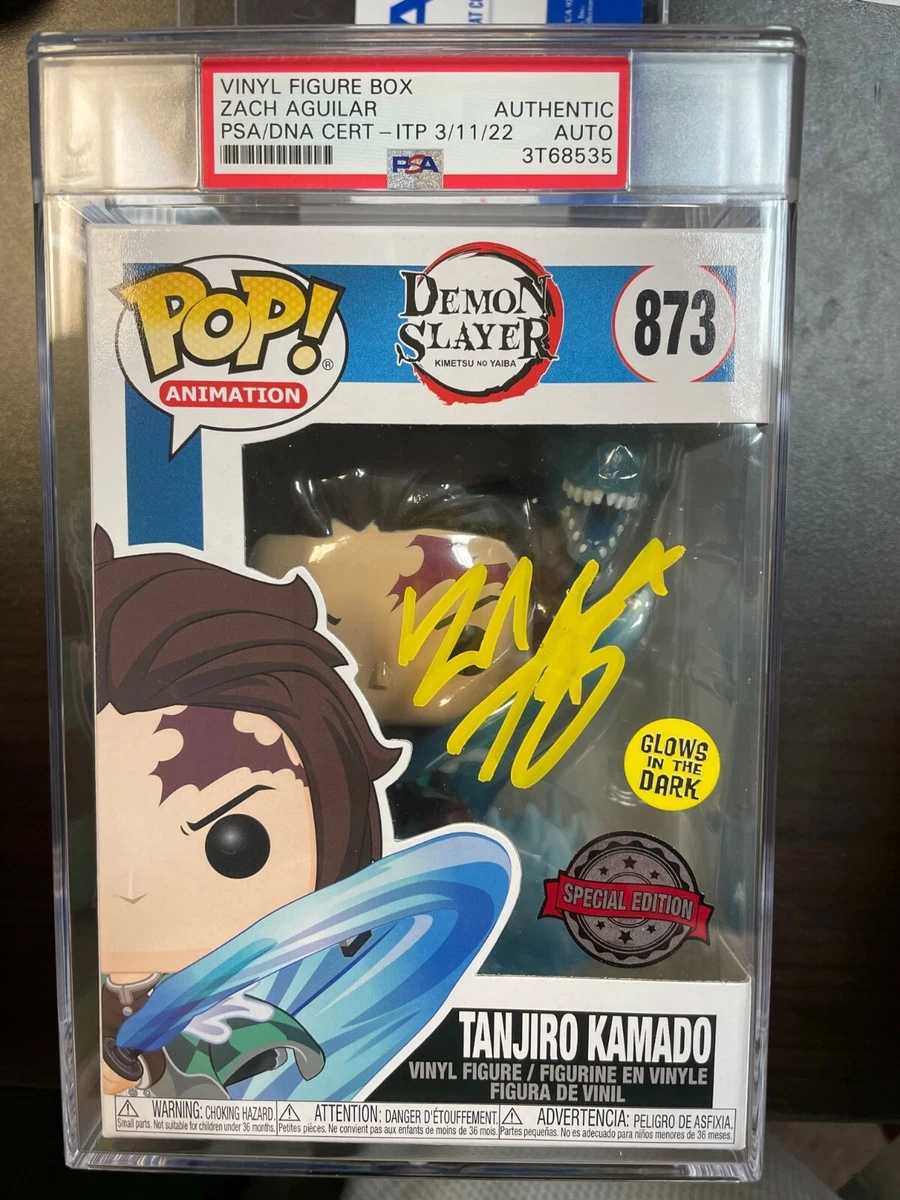 VINYL FIGURE BOX
ZACH AGUILAR AUTHENTIC
PSA/DNA CERT – ITP 3/11/22 AUTO
3T68535
PSA
POP!®
ANIMATION
DEMON
SLAYER
KIMETSU NO YAIBA
873
GLOWS
IN THE
DARK
SPECIAL EDITION
TANJIRO KAMADO
VINYL FIGURE / FIGURINE EN VINYLE
FIGURA DE VINIL
WARNING: CHOKING HAZARD.
Small parts. Not suitable for children under 36 months.
ATTENTION: DANGER D'ÉTOUFFEMENT.
Petites pièces. Ne convient pas aux enfants de moins de 36 mois.
ADVERTENCIA: PELIGRO DE ASFIXIA.
Partes pequeñas. No es adecuado para niños menores de 36 meses.